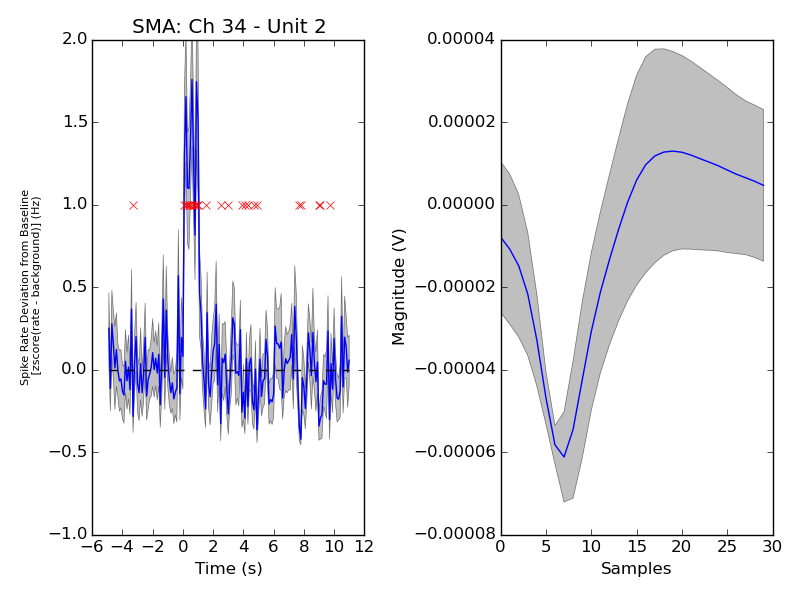 SMA: Ch 34 - Unit 2
Spike Rate Deviation from Baseline
[zscore(rate - background)] (Hz)
2.0
1.5
1.0
0.5
0.0
−0.5
−1.0
−6 −4 −2 0 2 4 6 8 10 12
Time (s)
Magnitude (V)
0.00004
0.00002
0.00000
−0.00002
−0.00004
−0.00006
−0.00008
0 5 10 15 20 25 30
Samples